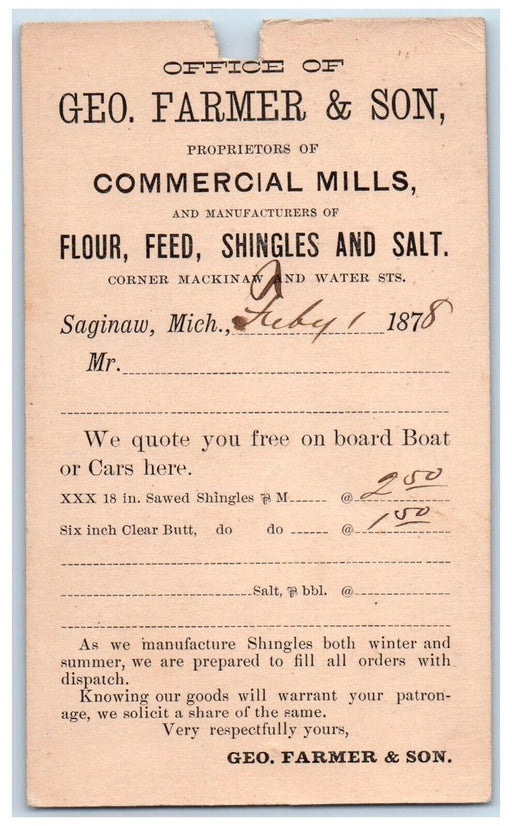 OFFICE OF
GEO. FARMER & SON,
PROPRIETORS OF
COMMERCIAL MILLS,
AND MANUFACTURERS OF
FLOUR, FEED, SHINGLES AND SALT.
CORNER MACKINAW AND WATER STS.
Saginaw, Mich., Feby 1 1878
Mr.
We quote you free on board Boat
or Cars here.
XXX 18 in. Sawed Shingles ⅌ M @ 2 50
Six inch Clear Butt, do do @ 1 50
Salt, ⅌ bbl. @
As we manufacture Shingles both winter and
summer, we are prepared to fill all orders with
dispatch.
Knowing our goods will warrant your patron-
age, we solicit a share of the same.
Very respectfully yours,
GEO. FARMER & SON.